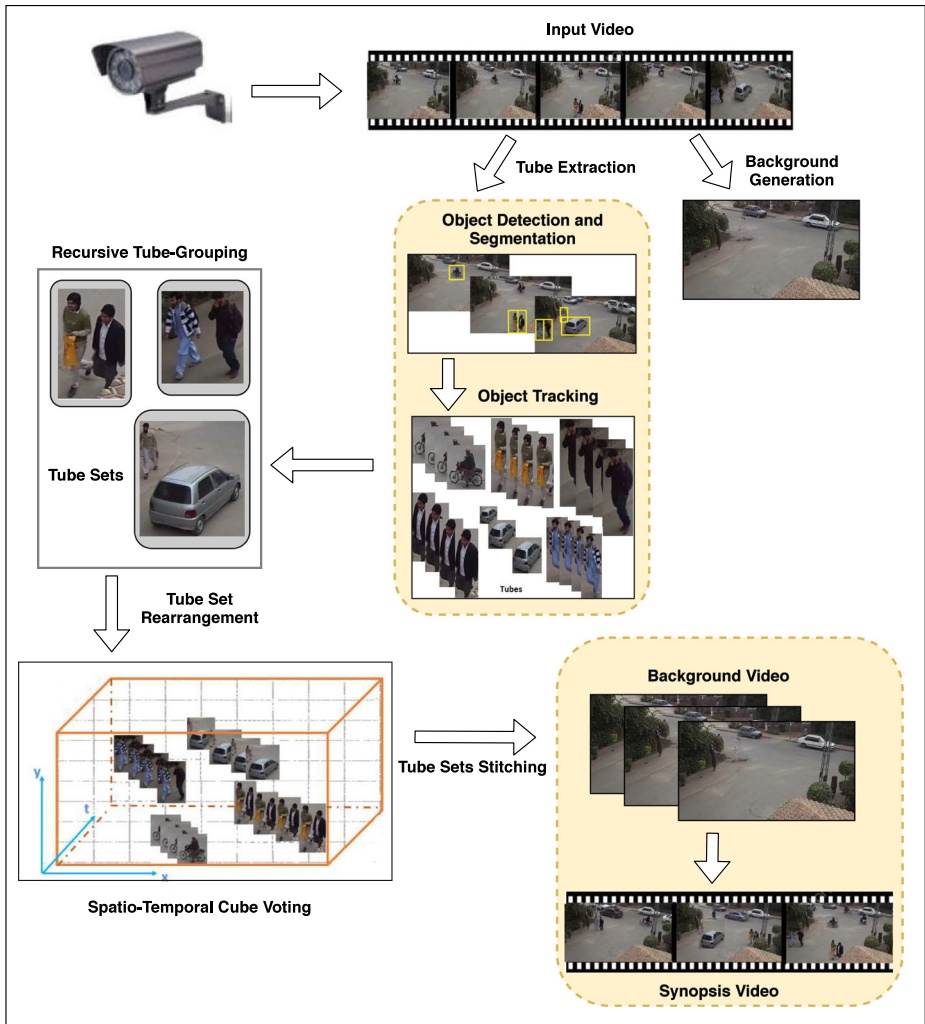 Input Video
Tube Extraction
Background
Generation
Object Detection and
Segmentation
Recursive Tube-Grouping
Object Tracking
Tube Sets
Tubes
Tube Set
Rearrangement
Background Video
Tube Sets Stitching
y
t
x
Spatio-Temporal Cube Voting
Synopsis Video